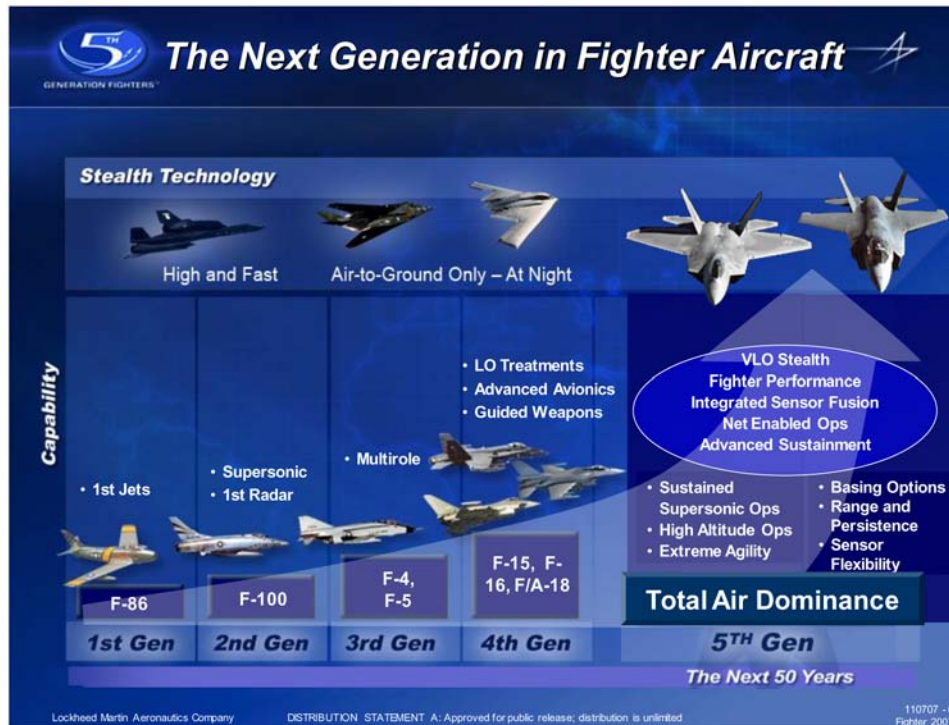 5TH
GENERATION FIGHTERS™
The Next Generation in Fighter Aircraft
Stealth Technology
High and Fast
Air-to-Ground Only – At Night
Capability
• 1st Jets
• Supersonic
• 1st Radar
• Multirole
• LO Treatments
• Advanced Avionics
• Guided Weapons
VLO Stealth
Fighter Performance
Integrated Sensor Fusion
Net Enabled Ops
Advanced Sustainment
• Sustained
Supersonic Ops
• High Altitude Ops
• Extreme Agility
• Basing Options
• Range and
Persistence
• Sensor
Flexibility
F-86
F-100
F-4,
F-5
F-15, F-
16, F/A-18
Total Air Dominance
1st Gen
2nd Gen
3rd Gen
4th Gen
5TH Gen
The Next 50 Years
Lockheed Martin Aeronautics Company
DISTRIBUTION STATEMENT A: Approved for public release; distribution is unlimited
110707 -
Fighter 200